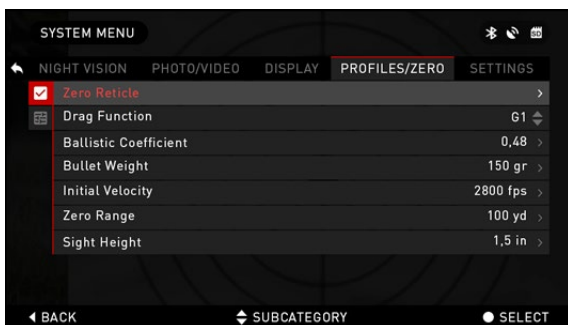 SYSTEM MENU
NIGHT VISION PHOTO/VIDEO DISPLAY PROFILES/ZERO SETTINGS
Zero Reticle
Drag Function G1
Ballistic Coefficient 0,48
Bullet Weight 150 gr
Initial Velocity 2800 fps
Zero Range 100 yd
Sight Height 1,5 in
BACK SUBCATEGORY SELECT